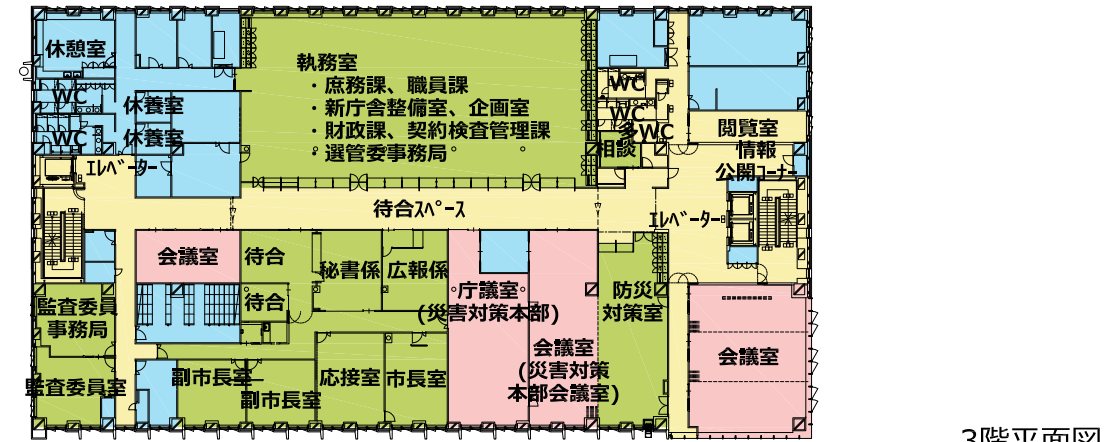 休憩室
WC
WC
休養室
休養室
ｴﾚﾍﾞｰﾀｰ
執務室
・庶務課、職員課
・新庁舎整備室、企画室
・財政課、契約検査管理課
・選管委事務局
WC
WC
多WC
相談
閲覧室
情報
公開ｺｰﾅｰ
待合ｽﾍﾟｰｽ
ｴﾚﾍﾞｰﾀｰ
会議室
待合
待合
秘書係
広報係
庁議室
(災害対策本部)
防災
対策室
監査委員
事務局
監査委員室
副市長室
副市長室
応接室
市長室
会議室
(災害対策
本部会議室)
会議室
3階平面図